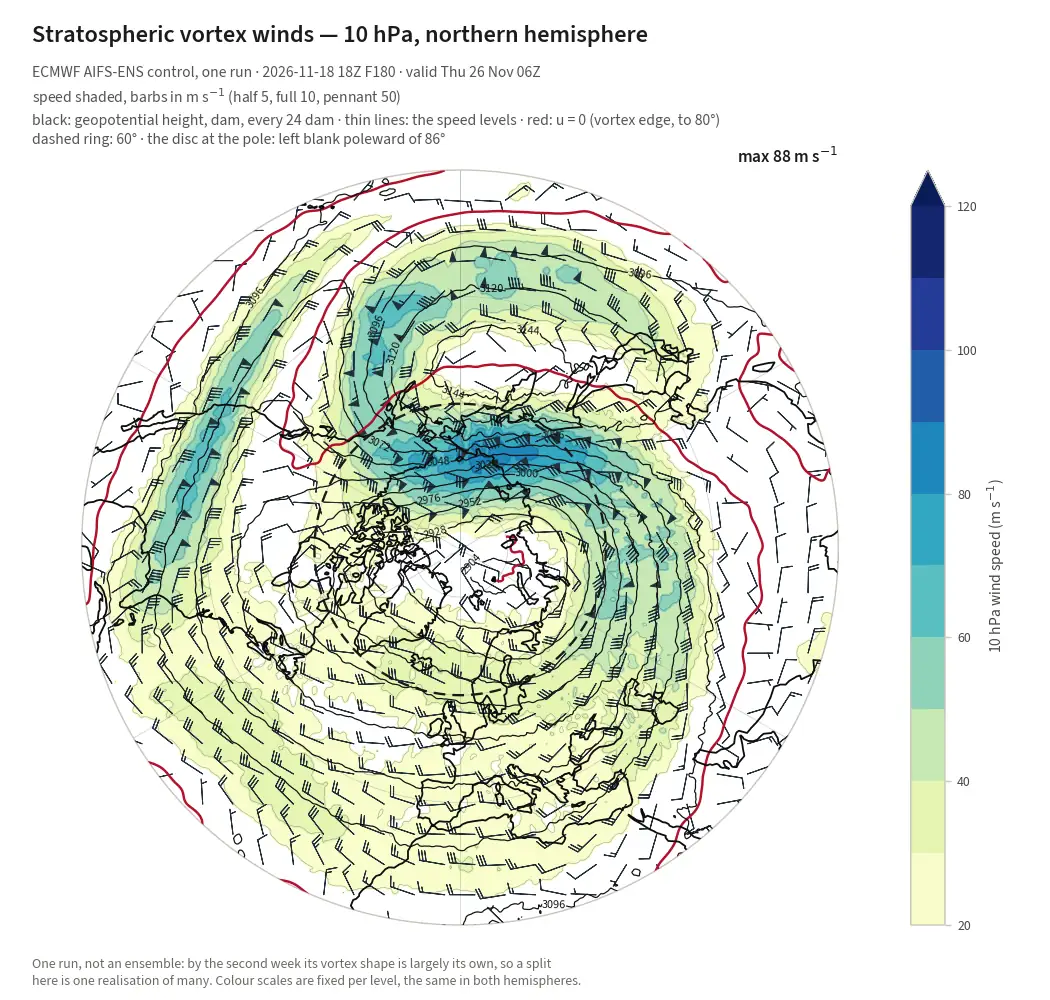 Stratospheric vortex winds — 10 hPa, northern hemisphere
ECMWF AIFS-ENS control, one run · 2026-11-18 18Z F180 · valid Thu 26 Nov 06Z
speed shaded, barbs in m s⁻¹ (half 5, full 10, pennant 50)
black: geopotential height, dam, every 24 dam · thin lines: the speed levels · red: u = 0 (vortex edge, to 80°)
dashed ring: 60° · the disc at the pole: left blank poleward of 86°
max 88 m s⁻¹
120
100
80
60
40
20
10 hPa wind speed (m s⁻¹)
3096
3096
3120
3144
3096
3120
3144
3048
3000
2976
2952
2928
2904
3096
One run, not an ensemble: by the second week its vortex shape is largely its own, so a split
here is one realisation of many. Colour scales are fixed per level, the same in both hemispheres.